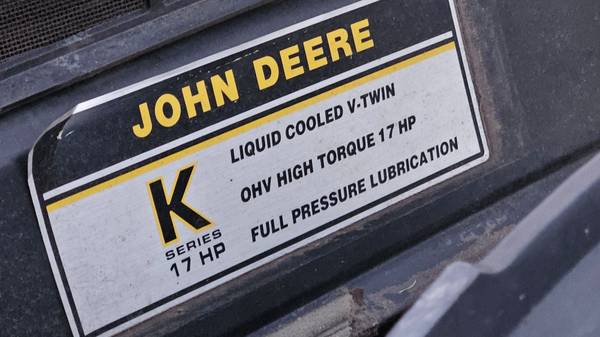 JOHN DEERE
LIQUID COOLED V-TWIN
OHV HIGH TORQUE 17 HP
FULL PRESSURE LUBRICATION
K
SERIES
17 HP